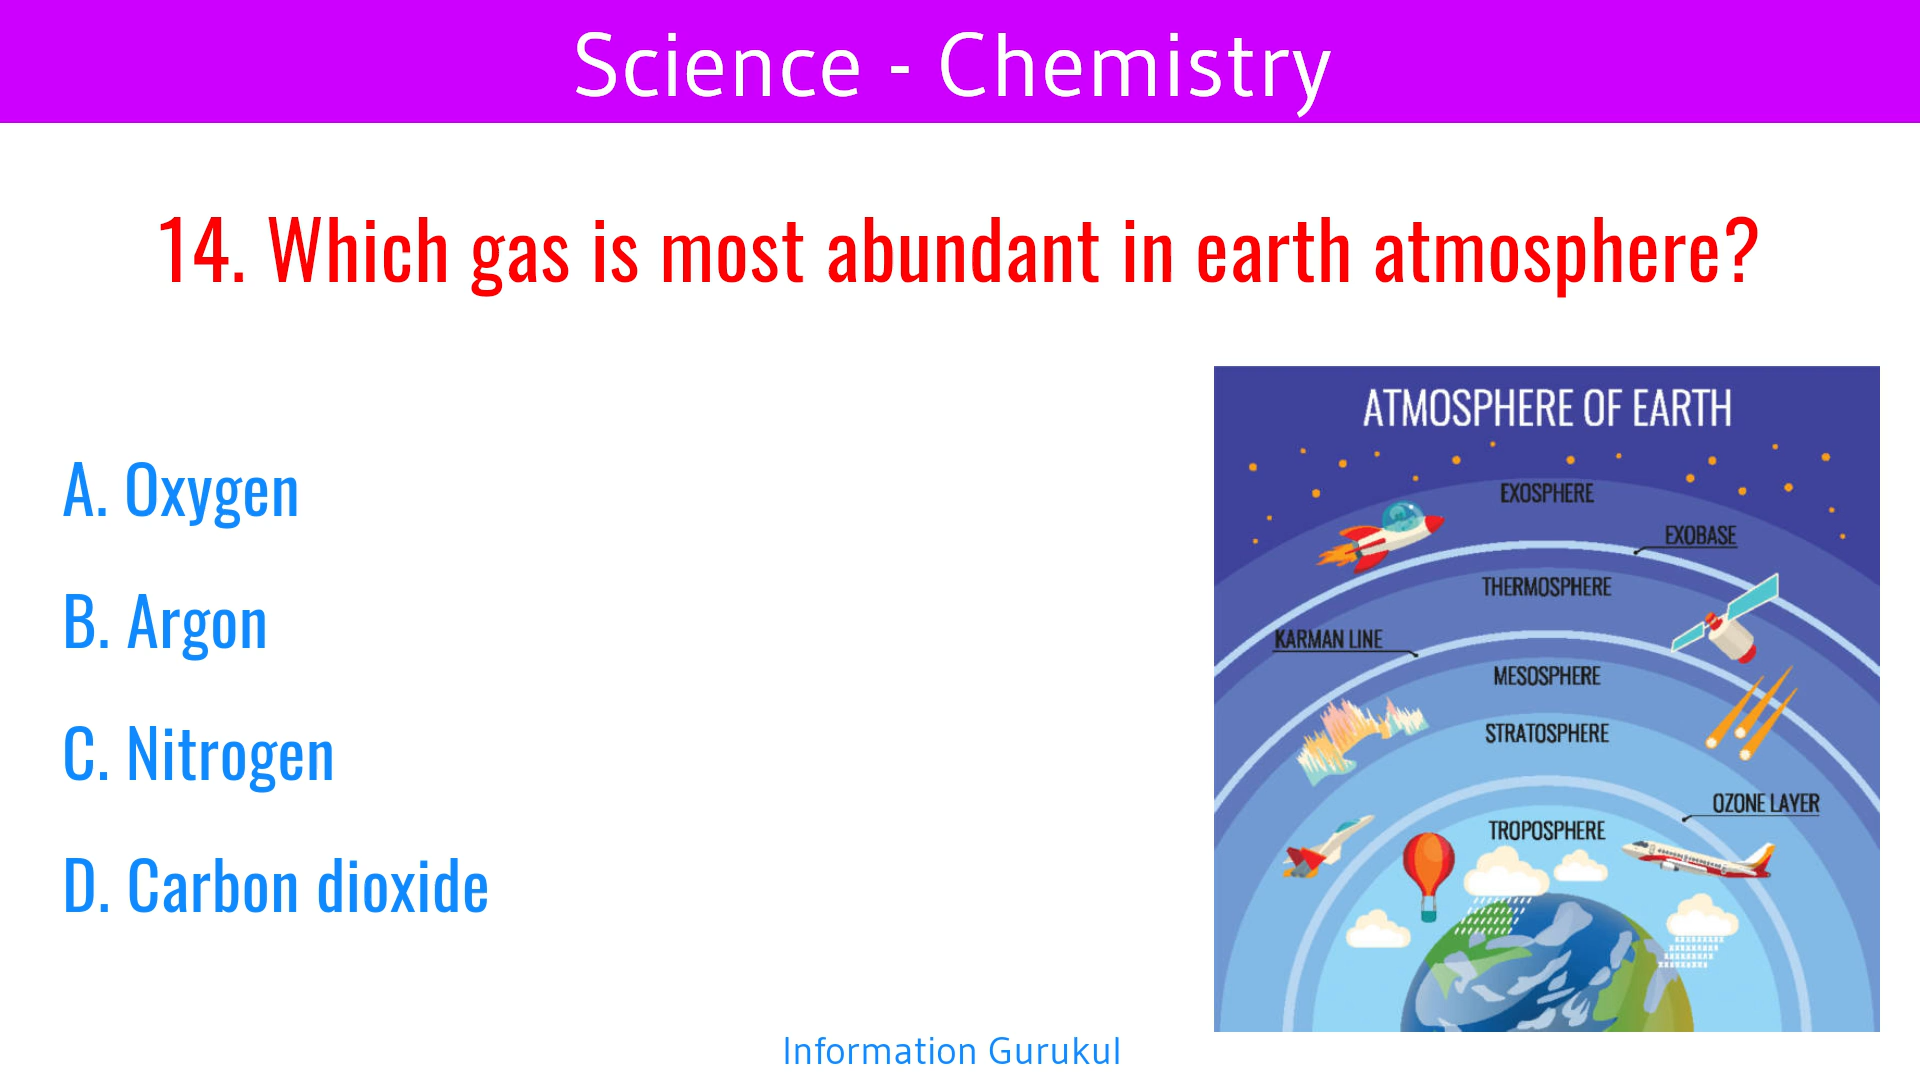 Science - Chemistry
14. Which gas is most abundant in earth atmosphere?
A. Oxygen
B. Argon
C. Nitrogen
D. Carbon dioxide
ATMOSPHERE OF EARTH
EXOSPHERE
EXOBASE
THERMOSPHERE
KARMAN LINE
MESOSPHERE
STRATOSPHERE
OZONE LAYER
TROPOSPHERE
Information Gurukul